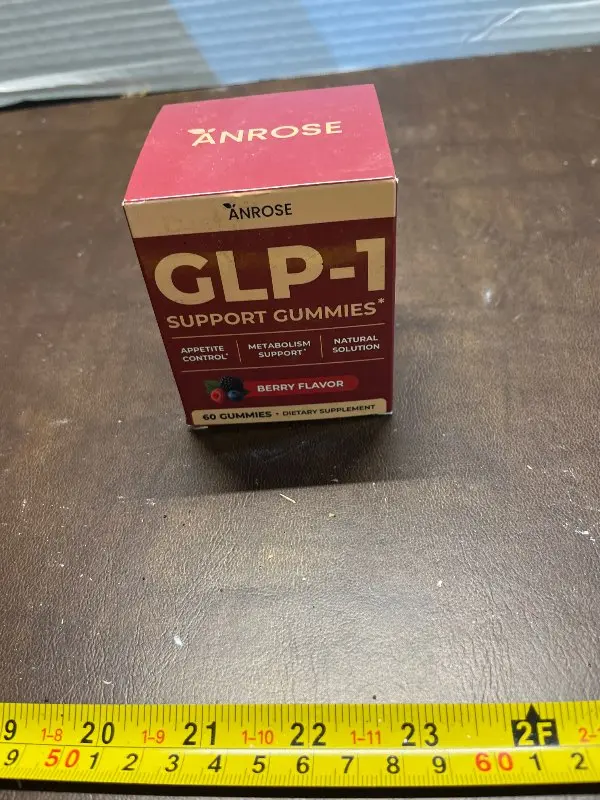 ANROSE
ANROSE
GLP-1
SUPPORT GUMMIES*
APPETITE CONTROL*
METABOLISM SUPPORT*
NATURAL SOLUTION
BERRY FLAVOR
60 GUMMIES • DIETARY SUPPLEMENT
9 1-8 20 1-9 21 1-10 22 1-11 23 2F 2-
9 50 1 2 3 4 5 6 7 8 9 60 1 2